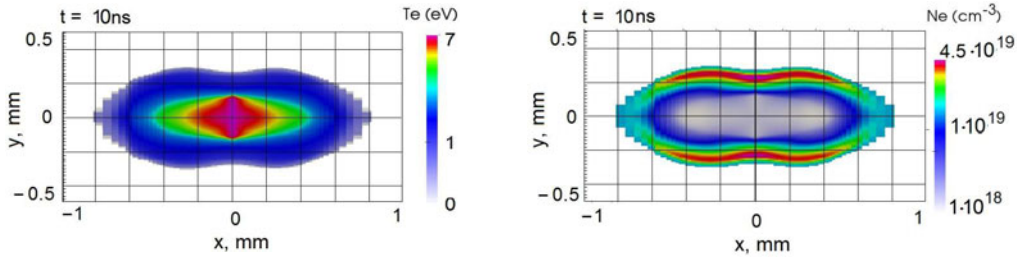 t = 10ns
Te (eV)
0.5
0
−0.5
y, mm
−1
0
1
x, mm
7
1
0
t = 10ns
Ne (cm⁻³)
0.5
0
−0.5
y, mm
−1
0
1
x, mm
4.5·10¹⁹
1·10¹⁹
1·10¹⁸